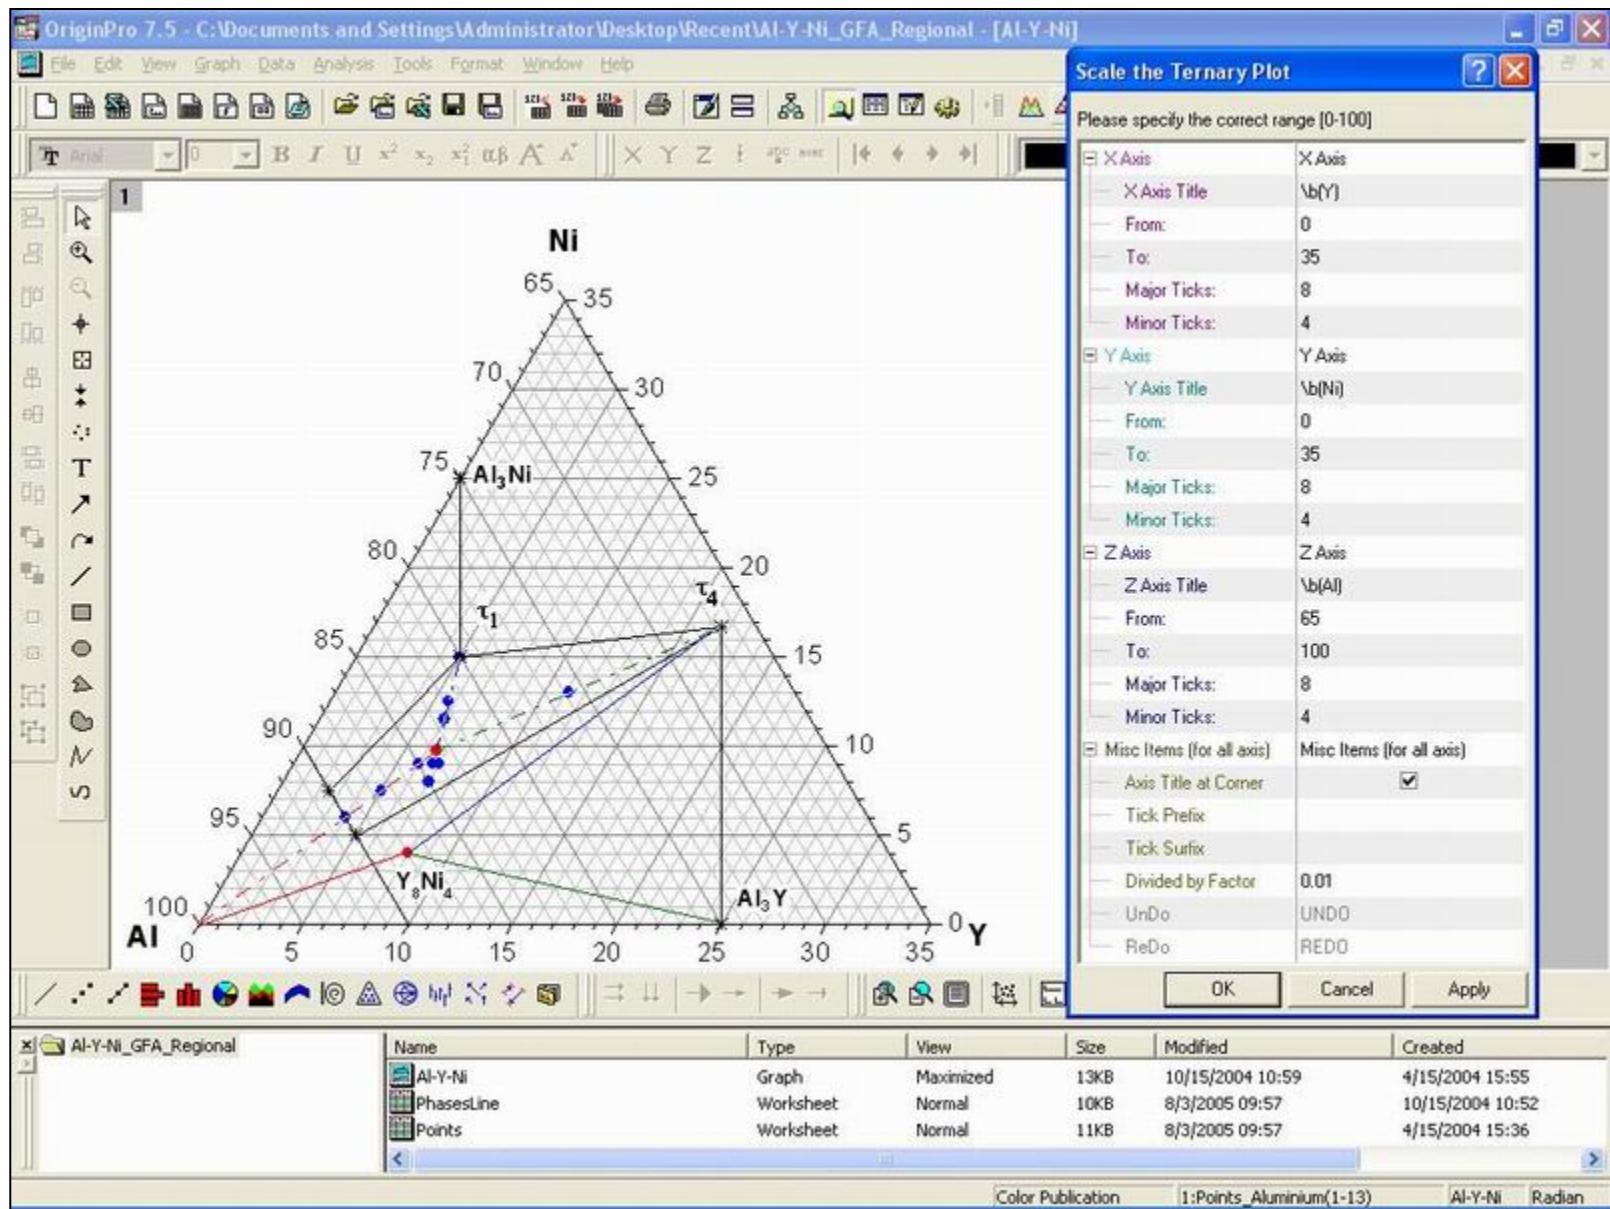 OriginPro 7.5 - C:\Documents and Settings\Administrator\Desktop\Recent\Al-Y-Ni_GFA_Regional - [Al-Y-Ni]
File Edit View Graph Data Analysis Tools Format Window Help
Arial 0 B I U x² x₂ αβ A A X Y Z
1
Ni
65 35
70 30
75 Al₃Ni 25
80 20
τ₄
τ₁
85 15
90 10
95 5
Y₈Ni₄
Al₃Y
100 0
Al Y
0 5 10 15 20 25 30 35
Scale the Ternary Plot
Please specify the correct range [0-100]
X Axis X Axis
X Axis Title \b(Y)
From: 0
To: 35
Major Ticks: 8
Minor Ticks: 4
Y Axis Y Axis
Y Axis Title \b(Ni)
From: 0
To: 35
Major Ticks: 8
Minor Ticks: 4
Z Axis Z Axis
Z Axis Title \b(Al)
From: 65
To: 100
Major Ticks: 8
Minor Ticks: 4
Misc Items (for all axis) Misc Items (for all axis)
Axis Title at Corner
Tick Prefix
Tick Surfix
Divided by Factor 0.01
UnDo UNDO
ReDo REDO
OK Cancel Apply
Al-Y-Ni_GFA_Regional
Name Type View Size Modified Created
Al-Y-Ni Graph Maximized 13KB 10/15/2004 10:59 4/15/2004 15:55
PhasesLine Worksheet Normal 10KB 8/3/2005 09:57 10/15/2004 10:52
Points Worksheet Normal 11KB 8/3/2005 09:57 4/15/2004 15:36
Color Publication 1:Points_Aluminium(1-13) Al-Y-Ni Radian